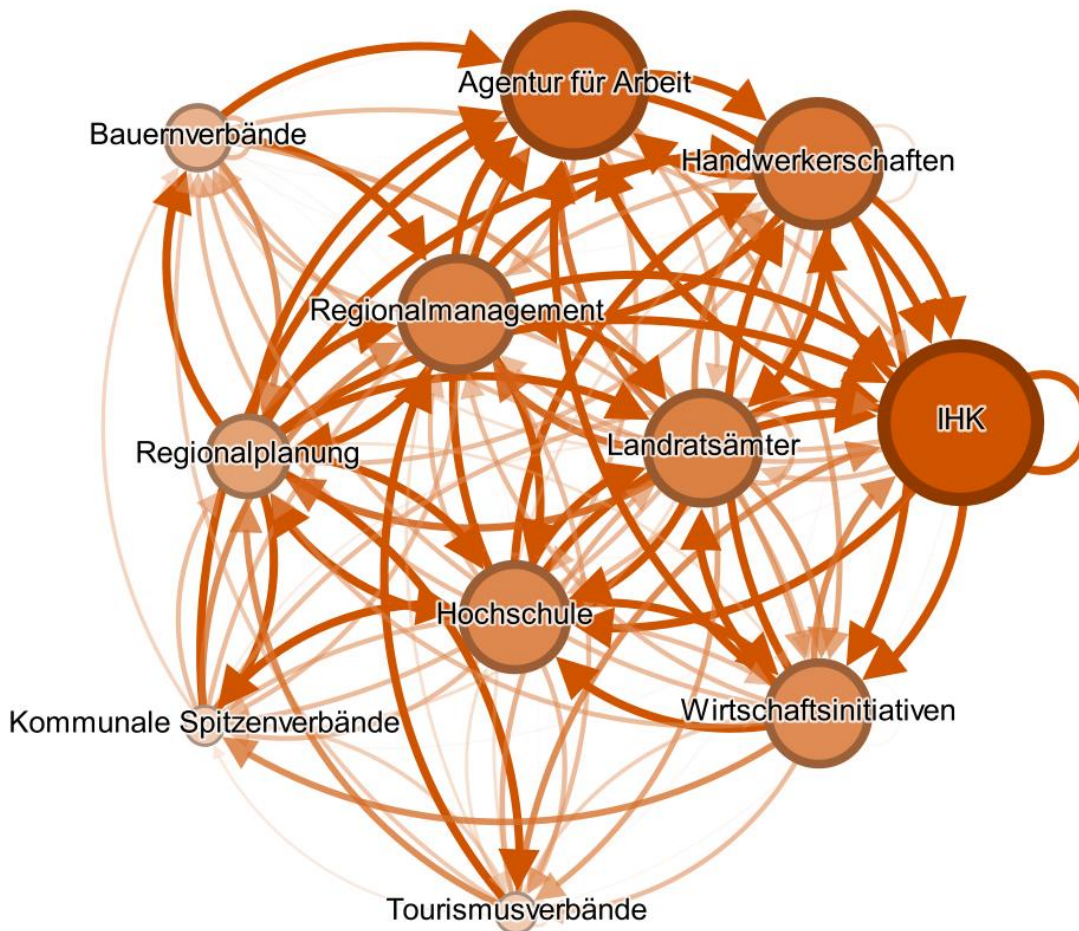 Agentur für Arbeit
Bauernverbände
Handwerkerschaften
Regionalmanagement
IHK
Landratsämter
Regionalplanung
Hochschule
Wirtschaftsinitiativen
Kommunale Spitzenverbände
Tourismusverbände